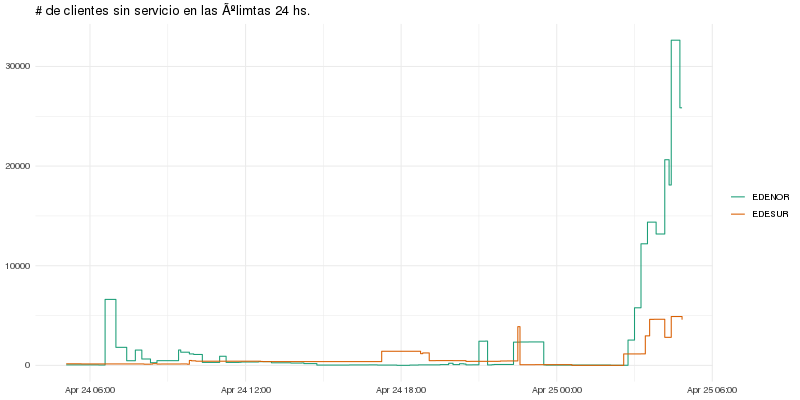 # de clientes sin servicio en las Ãºlimtas 24 hs.
30000
20000
10000
0
Apr 24 06:00
Apr 24 12:00
Apr 24 18:00
Apr 25 00:00
Apr 25 06:00
EDENOR
EDESUR